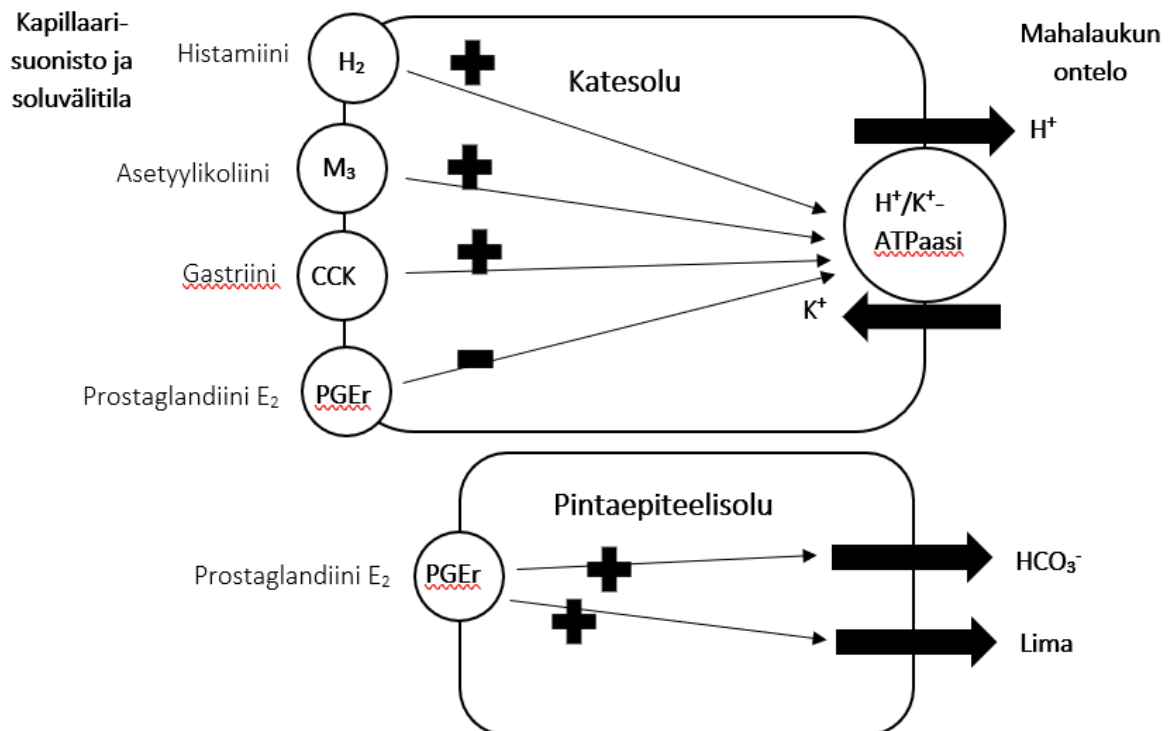 Kapillaari-
suonisto ja
soluvälitila
Mahalaukun
ontelo
Katesolu
Histamiini
H₂
Asetyylikoliini
M₃
Gastriini
CCK
Prostaglandiini E₂
PGEr
H⁺
H⁺/K⁺-
ATPaasi
K⁺
Pintaepiteelisolu
Prostaglandiini E₂
PGEr
HCO₃⁻
Lima